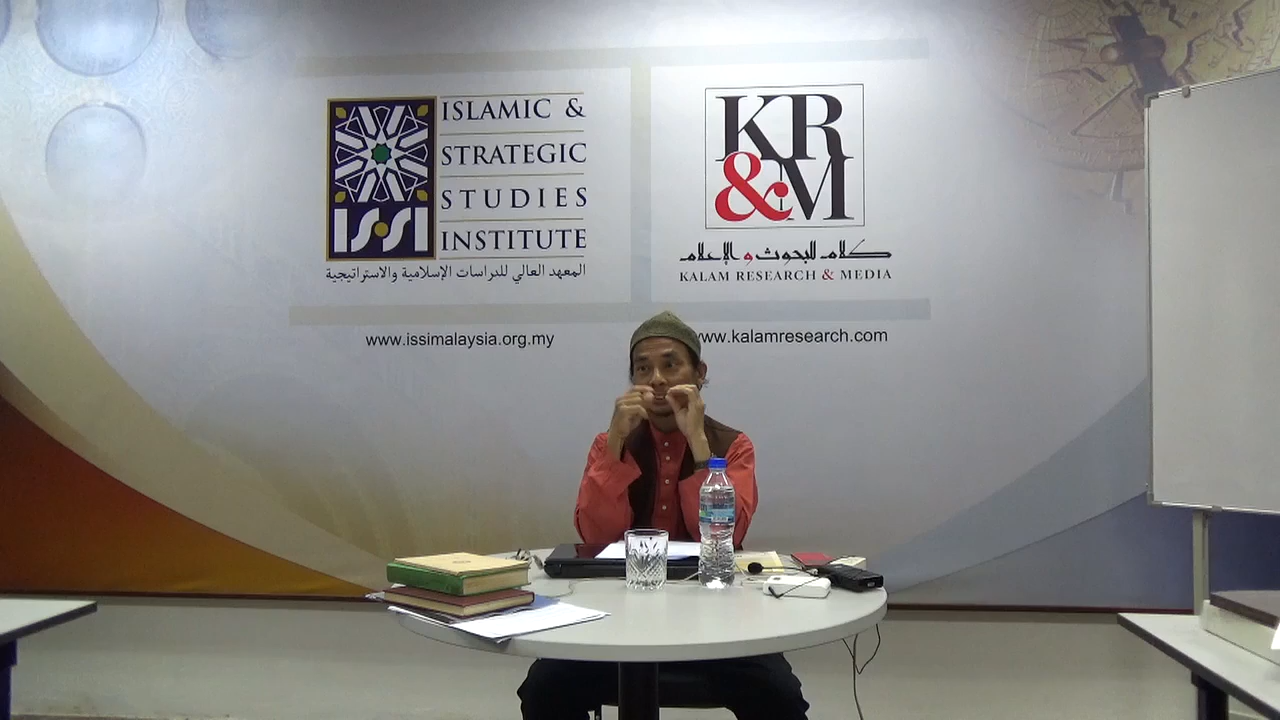 ISLAMIC &
STRATEGIC
STUDIES
INSTITUTE
ISSI
المعهد العالي للدراسات الإسلامية والاستراتيجية
www.issimalaysia.org.my
KR
&M
كلام للبحوث والإعلام
KALAM RESEARCH & MEDIA
www.kalamresearch.com